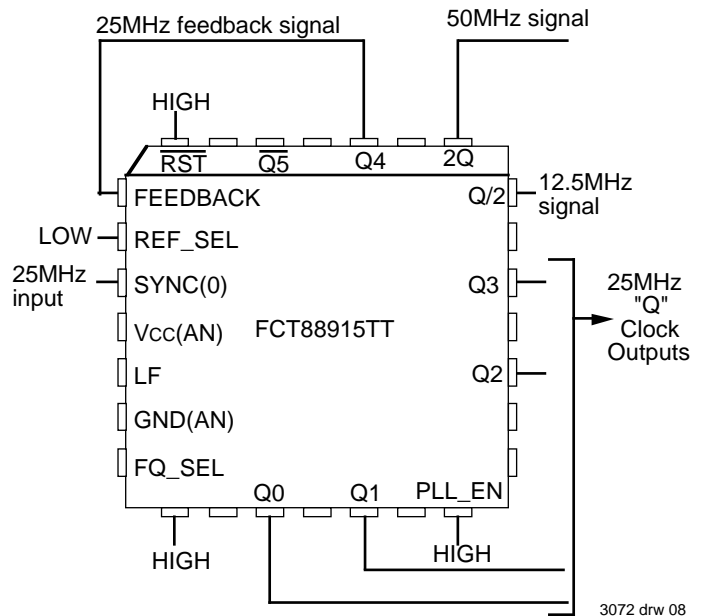 25MHz feedback signal
50MHz signal
HIGH
RST Q5 Q4 2Q
FEEDBACK Q/2 12.5MHz
signal
LOW REF_SEL
25MHz
input
SYNC(0) Q3
25MHz
"Q"
Clock
Outputs
VCC(AN) FCT88915TT
LF Q2
GND(AN)
FQ_SEL
Q0 Q1 PLL_EN
HIGH HIGH
3072 drw 08